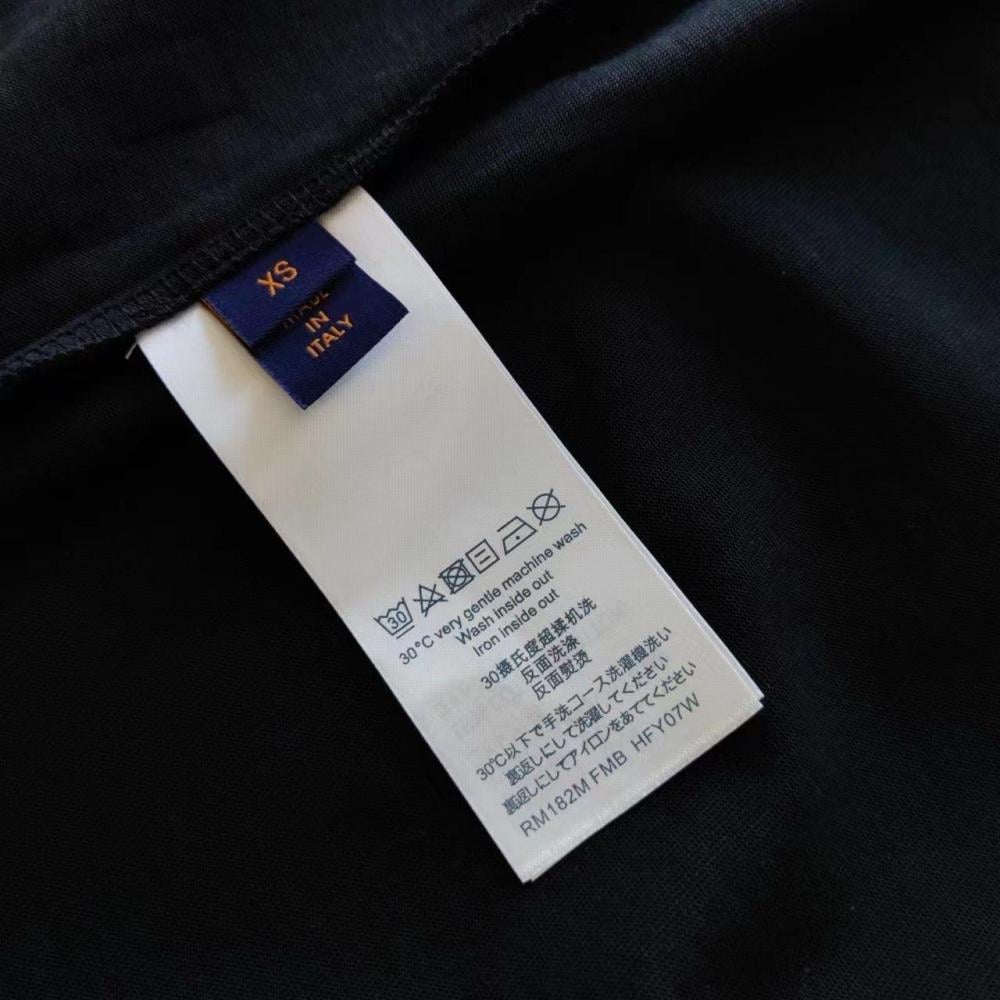 XS
MADE
IN
ITALY
30
30°C very gentle machine wash
Wash inside out
Iron inside out
30摄氏度超揉机洗
反面洗涤
反面熨烫
30℃以下で手洗コース洗濯機洗い
裏返しにして洗濯してください
裏返しにしてアイロンをあててください
RM182M FMB HFY07W